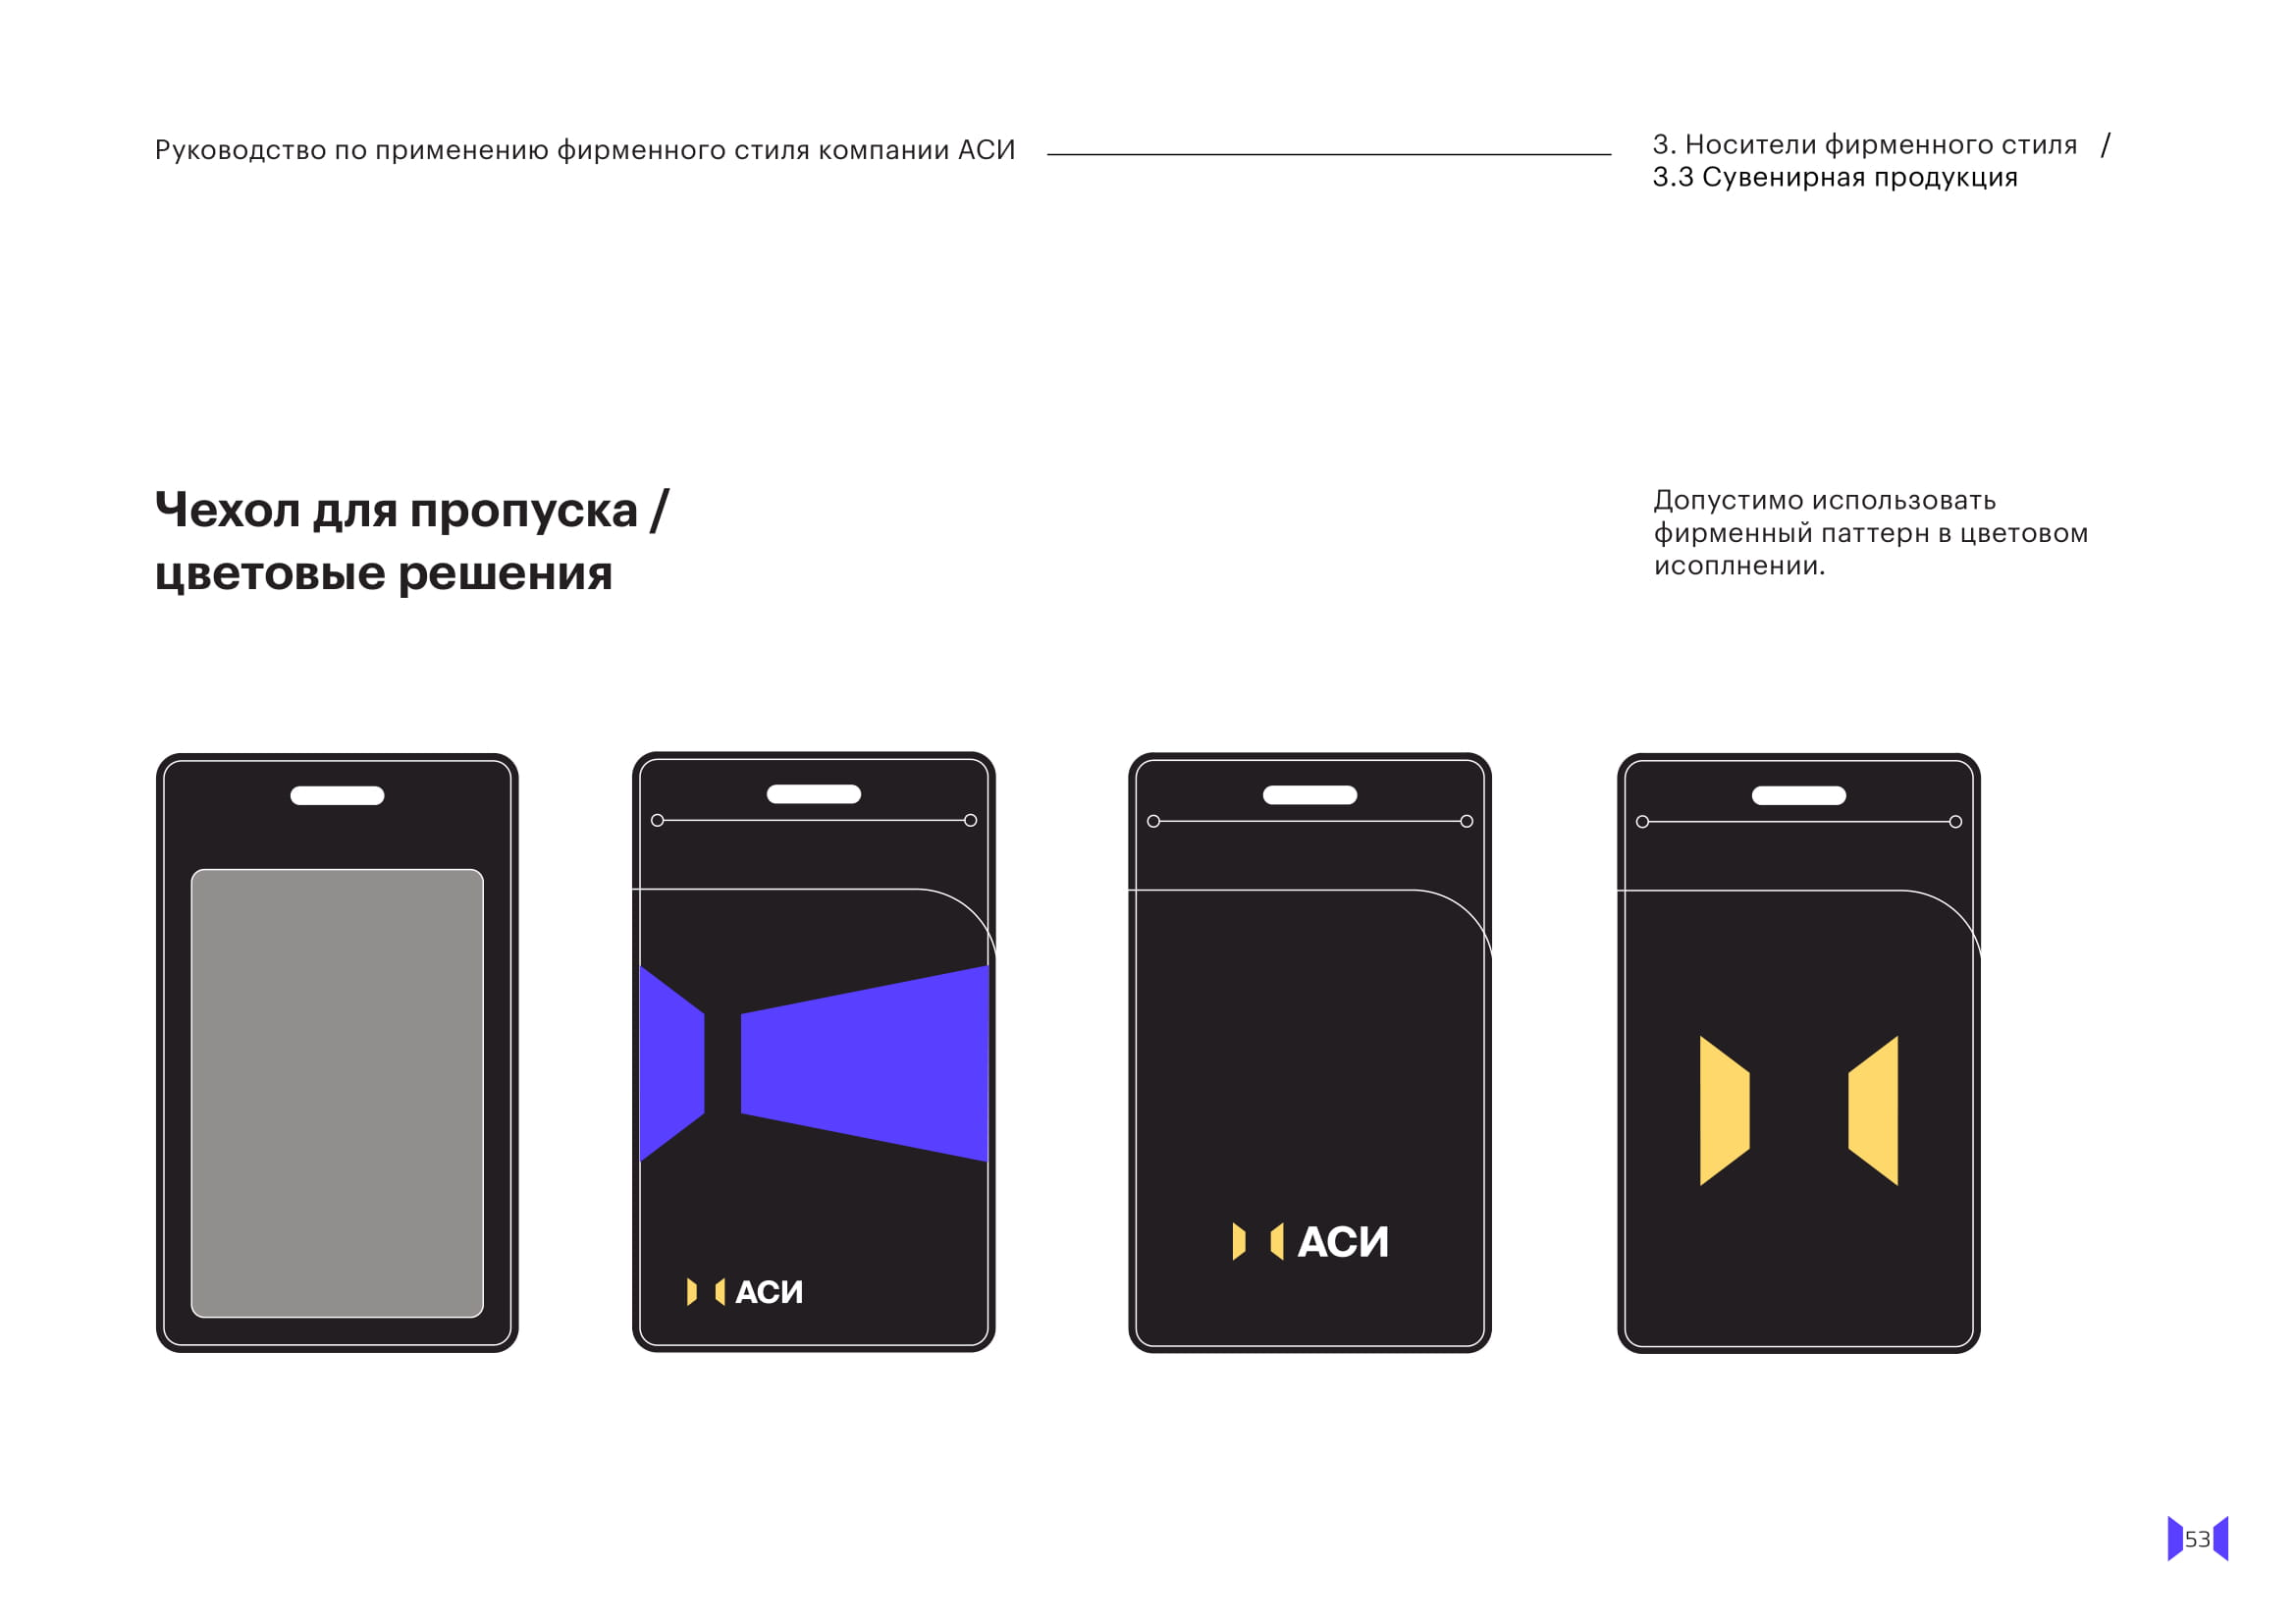 Руководство по применению фирменного стиля компании АСИ
3. Носители фирменного стиля /
3.3 Сувенирная продукция
Чехол для пропуска /
цветовые решения
Допустимо использовать
фирменный паттерн в цветовом
исоплнении.
АСИ
АСИ
53